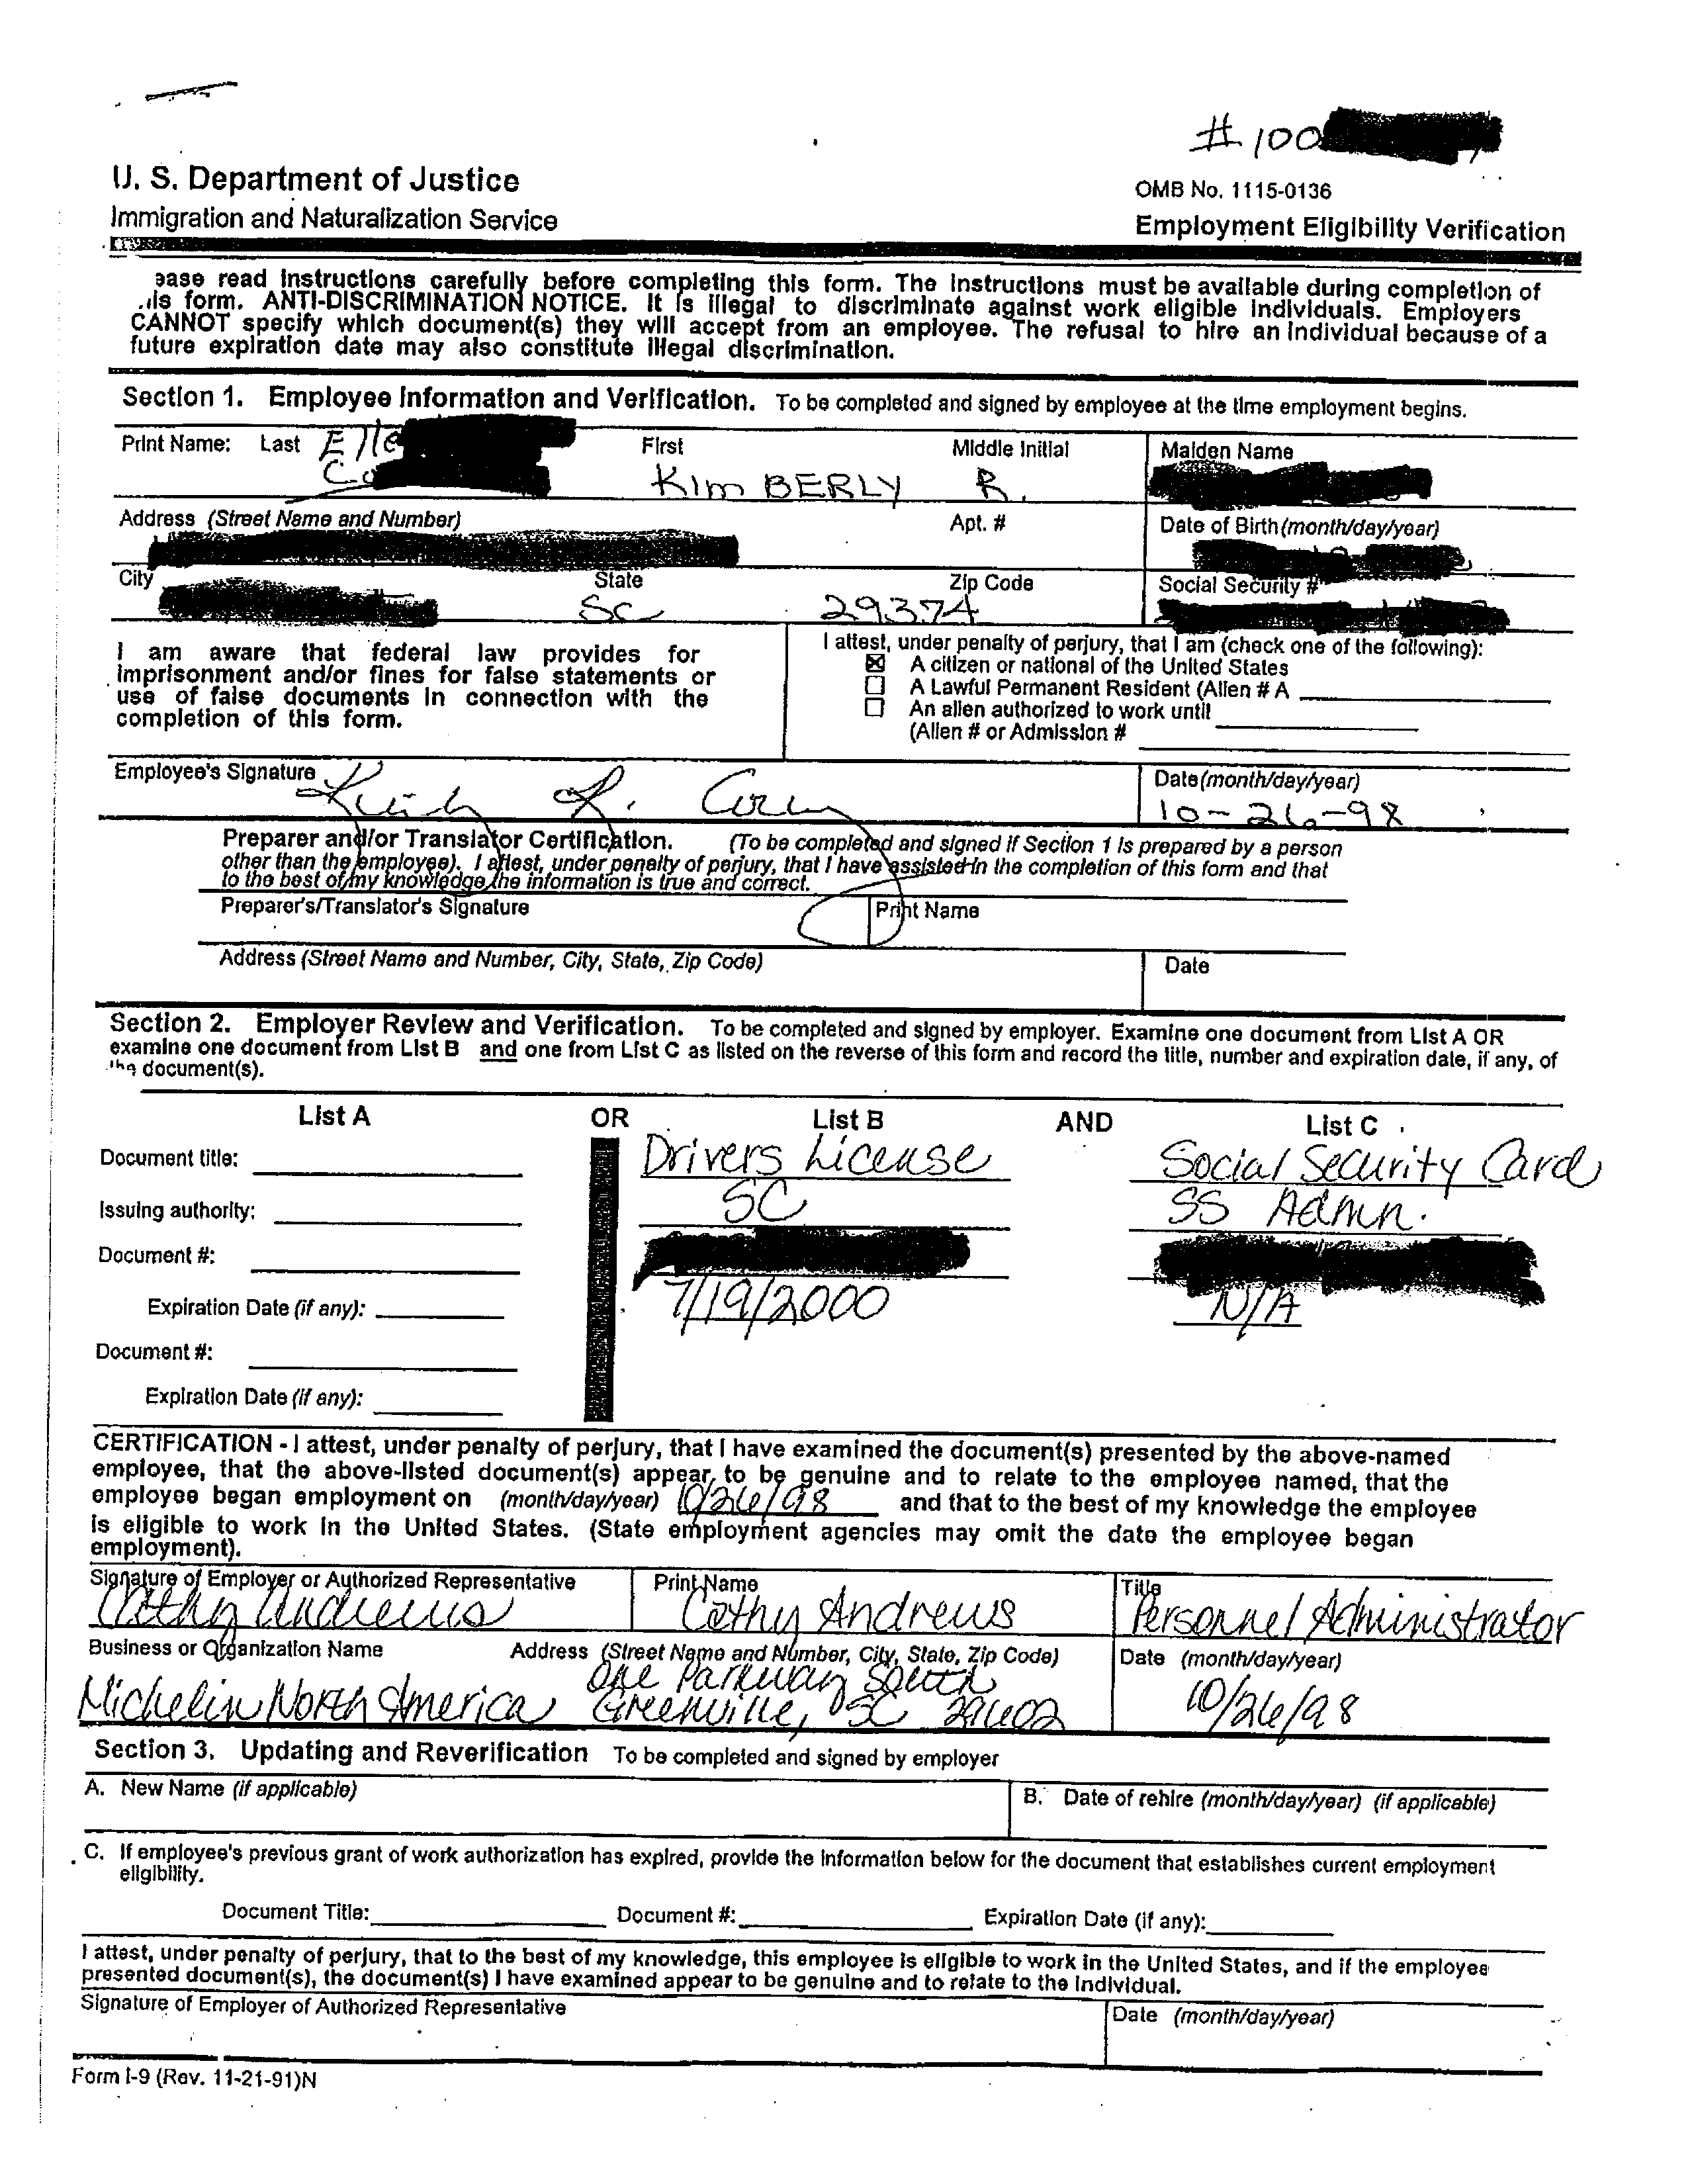 # 100
U. S. Department of Justice
OMB No. 1115-0136
Immigration and Naturalization Service
Employment Eligibility Verification
ease read instructions carefully before completing this form. The instructions must be available during completion of
is form. ANTI-DISCRIMINATION NOTICE. It is illegal to discriminate against work eligible individuals. Employers
CANNOT specify which document(s) they will accept from an employee. The refusal to hire an individual because of a
future expiration date may also constitute illegal discrimination.
Section 1. Employee Information and Verification. To be completed and signed by employee at the time employment begins.
Print Name: Last Elle First Middle Initial Maiden Name
Co KimBERLY R.
Address (Street Name and Number) Apt. # Date of Birth (month/day/year)
City State Zip Code Social Security #
SC 29374
I am aware that federal law provides for
imprisonment and/or fines for false statements or
use of false documents in connection with the
completion of this form.
I attest, under penalty of perjury, that I am (check one of the following):
A citizen or national of the United States
A Lawful Permanent Resident (Alien # A
An alien authorized to work until
(Alien # or Admission #
Employee's Signature Date (month/day/year)
R. 10-26-98
Preparer and/or Translator Certification. (To be completed and signed if Section 1 is prepared by a person
other than the employee). I attest, under penalty of perjury, that I have assisted in the completion of this form and that
to the best of my knowledge the information is true and correct.
Preparer's/Translator's Signature Print Name
Address (Street Name and Number, City, State, Zip Code) Date
Section 2. Employer Review and Verification. To be completed and signed by employer. Examine one document from List A OR
examine one document from List B and one from List C as listed on the reverse of this form and record the title, number and expiration date, if any, of
the document(s).
List A OR List B AND List C
Document title: Drivers License Social Security Card
Issuing authority: SC SS Admn.
Document #:
Expiration Date (if any): 7/19/2000 N/A
Document #:
Expiration Date (if any):
CERTIFICATION - I attest, under penalty of perjury, that I have examined the document(s) presented by the above-named
employee, that the above-listed document(s) appear to be genuine and to relate to the employee named, that the
employee began employment on (month/day/year) 10/26/98 and that to the best of my knowledge the employee
is eligible to work in the United States. (State employment agencies may omit the date the employee began
employment).
Signature of Employer or Authorized Representative Print Name Title
Cathy Andrews Cathy Andrews Personnel Administrator
Business or Organization Name Address (Street Name and Number, City, State, Zip Code) Date (month/day/year)
One Parkway South
Michelin North America Greenville, SC 29602 10/26/98
Section 3. Updating and Reverification To be completed and signed by employer
A. New Name (if applicable) B. Date of rehire (month/day/year) (if applicable)
C. If employee's previous grant of work authorization has expired, provide the information below for the document that establishes current employment
eligibility.
Document Title: Document #: Expiration Date (if any):
I attest, under penalty of perjury, that to the best of my knowledge, this employee is eligible to work in the United States, and if the employee
presented document(s), the document(s) I have examined appear to be genuine and to relate to the individual.
Signature of Employer of Authorized Representative Date (month/day/year)
Form I-9 (Rev. 11-21-91)N